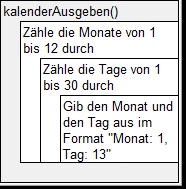 kalenderAusgeben()
Zähle die Monate von 1
bis 12 durch
Zähle die Tage von 1
bis 30 durch
Gib den Monat und
den Tag aus im
Format "Monat: 1,
Tag: 13"